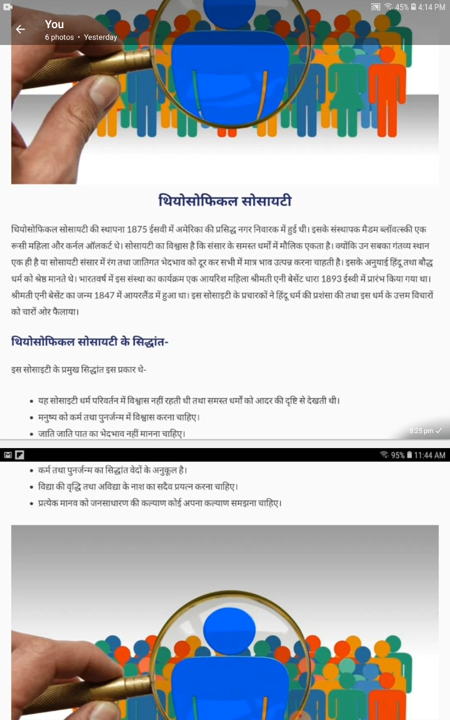 45% 4:14 PM
You
6 photos • Yesterday
थियोसोफिकल सोसायटी
थियोसोफिकल सोसायटी की स्थापना 1875 ईसवी में अमेरिका की प्रसिद्ध नगर निवारक में हुई थी। इसके संस्थापक मैडम ब्लॉवत्स्की एक
रूसी महिला और कर्नल ऑलकार्ट थे। सोसायटी का विश्वास है कि संसार के समस्त धर्मों में मौलिक एकता है। क्योंकि उन सबका गंतव्य स्थान
एक ही है या सोसायटी संसार में रंग तथा जातिगत भेदभाव को दूर कर सभी में मात्र भाव उत्पन्न करना चाहती है। इसके अनुयाई हिंदू तथा बौद्ध
धर्म को श्रेष्ठ मानते थे। भारतवर्ष में इस संस्था का कार्यक्रम एक आयरिश महिला श्रीमती एनी बेसेंट धारा 1893 ईस्वी में प्रारंभ किया गया था।
श्रीमती एनी बेसेंट का जन्म 1847 में आयरलैंड में हुआ था। इस सोसाइटी के प्रचारकों ने हिंदू धर्म की प्रशंसा की तथा इस धर्म के उत्तम विचारों
को चारों ओर फैलाया।
थियोसोफिकल सोसायटी के सिद्धांत-
इस सोसाइटी के प्रमुख सिद्धांत इस प्रकार थे-
• यह सोसाइटी धर्म परिवर्तन में विश्वास नहीं रहती थी तथा समस्त धर्मों को आदर की दृष्टि से देखती थी।
• मनुष्य को कर्म तथा पुनर्जन्म में विश्वास करना चाहिए।
• जाति जाति पात का भेदभाव नहीं मानना चाहिए।
8:25 pm
95% 11:44 AM
• कर्म तथा पुनर्जन्म का सिद्धांत वेदों के अनुकूल है।
• विद्या की वृद्धि तथा अविद्या के नाश का सदैव प्रयत्न करना चाहिए।
• प्रत्येक मानव को जनसाधारण की कल्याण कोई अपना कल्याण समझना चाहिए।